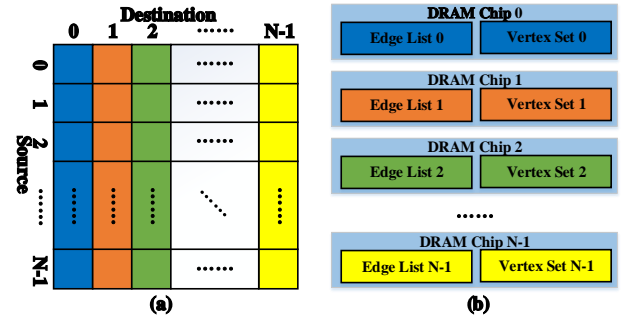 Destination
0 1 2 ...... N-1
Source
0
1
2
......
N-1
...... 
......
......
...... ...... ...... ......
......
(a)
DRAM Chip 0
Edge List 0 Vertex Set 0
DRAM Chip 1
Edge List 1 Vertex Set 1
DRAM Chip 2
Edge List 2 Vertex Set 2
......
DRAM Chip N-1
Edge List N-1 Vertex Set N-1
(b)